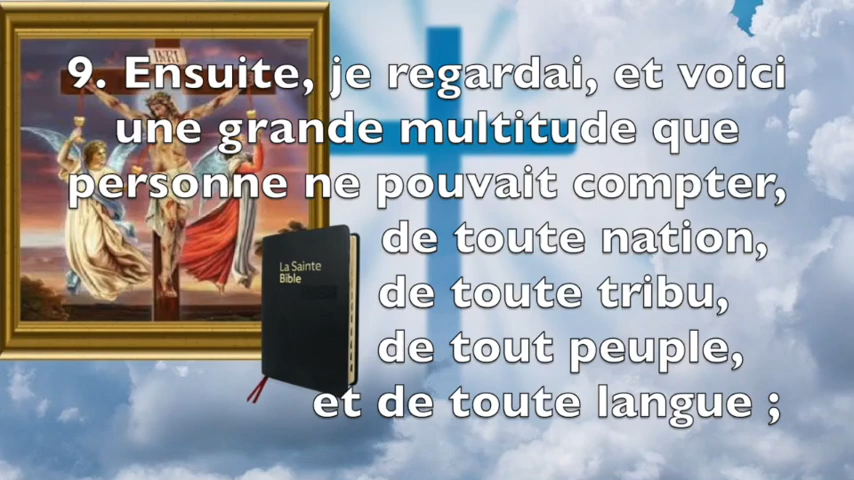 INRI
9. Ensuite, je regardai, et voici
une grande multitude que
personne ne pouvait compter,
de toute nation,
de toute tribu,
de tout peuple,
et de toute langue ;
La Sainte
Bible